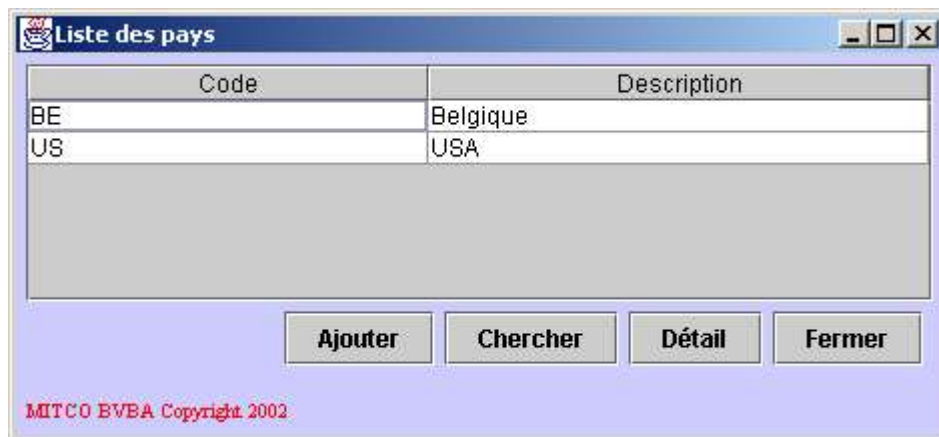 Liste des pays
Code Description
BE Belgique
US USA
Ajouter Chercher Détail Fermer
MITCO BVBA Copyright 2002